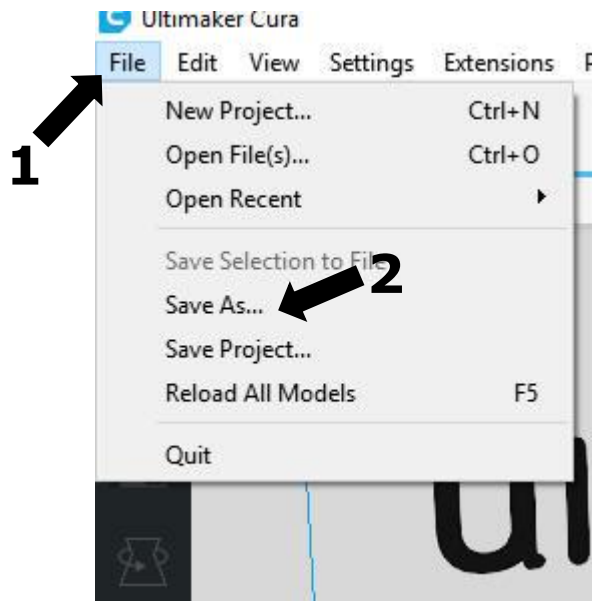 Ultimaker Cura
File Edit View Settings Extensions P
1
New Project... Ctrl+N
Open File(s)... Ctrl+O
Open Recent
Save Selection to File
2
Save As...
Save Project...
Reload All Models F5
Quit